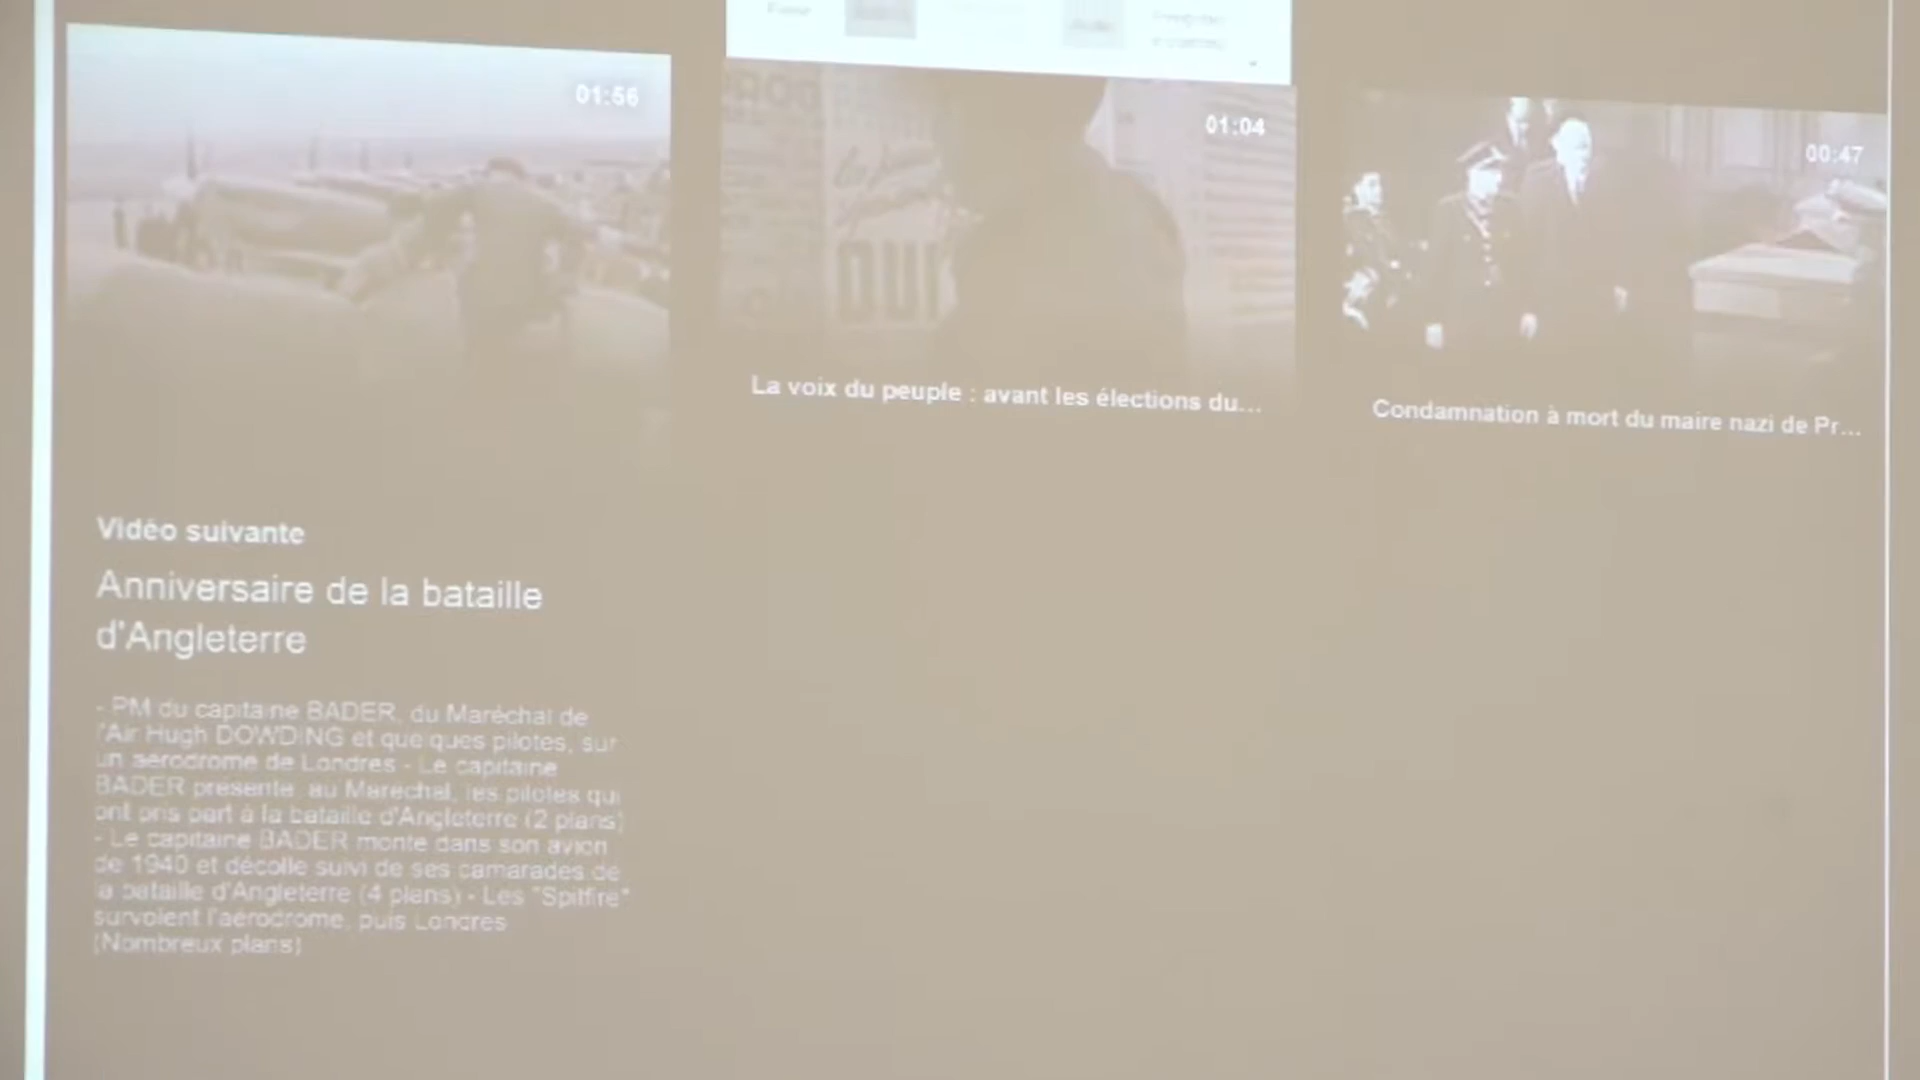 01:56
01:04
00:47
OUI
La voix du peuple : avant les élections du...
Condamnation à mort du maire nazi de Pr...
Vidéo suivante
Anniversaire de la bataille
d'Angleterre
- PM du capitaine BADER, du Maréchal de
l'Air Hugh DOWDING et quelques pilotes, sur
un aérodrome de Londres - Le capitaine
BADER présente, au Maréchal, les pilotes qui
ont pris part à la bataille d'Angleterre (2 plans)
- Le capitaine BADER monte dans son avion
de 1940 et décolle suivi de ses camarades de
la bataille d'Angleterre (4 plans) - Les "Spitfire"
survolent l'aérodrome, puis Londres
(Nombreux plans)